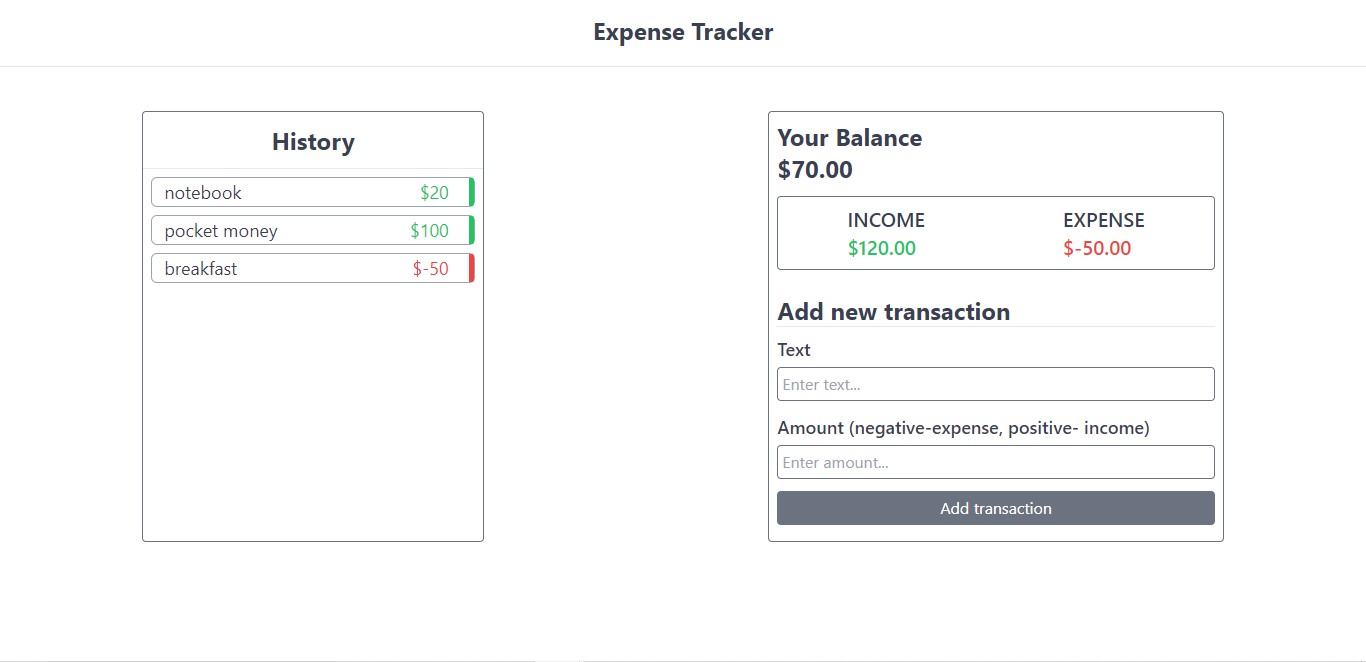 Expense Tracker
History
notebook $20
pocket money $100
breakfast $-50
Your Balance
$70.00
INCOME EXPENSE
$120.00 $-50.00
Add new transaction
Text
Enter text...
Amount (negative-expense, positive- income)
Enter amount...
Add transaction